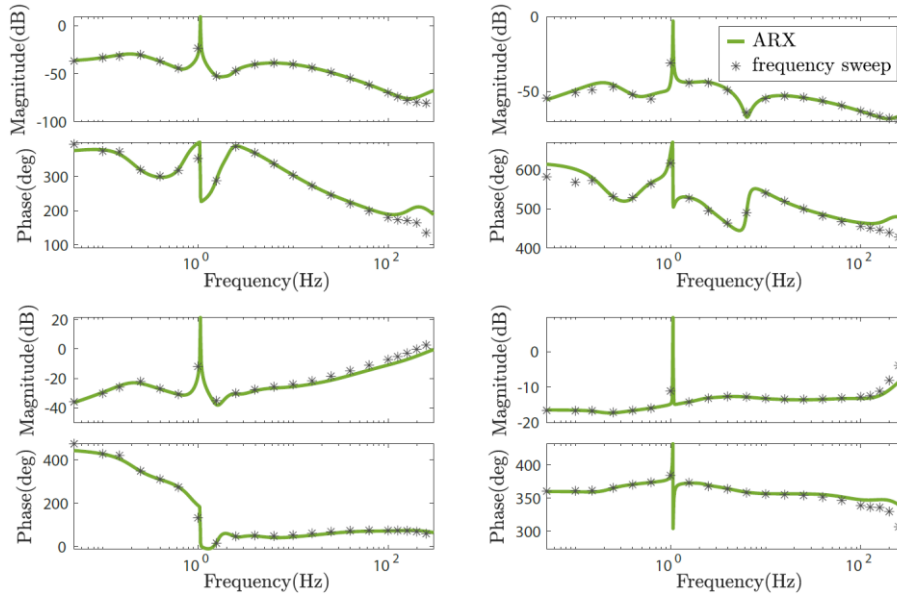 Magnitude(dB)
0
-50
-100
Phase(deg)
300
200
100
10^0
10^2
Frequency(Hz)
Magnitude(dB)
0
-50
ARX
frequency sweep
Phase(deg)
600
500
400
10^0
10^2
Frequency(Hz)
Magnitude(dB)
20
0
-20
-40
Phase(deg)
400
200
0
10^0
10^2
Frequency(Hz)
Magnitude(dB)
0
-10
-20
Phase(deg)
400
350
300
10^0
10^2
Frequency(Hz)